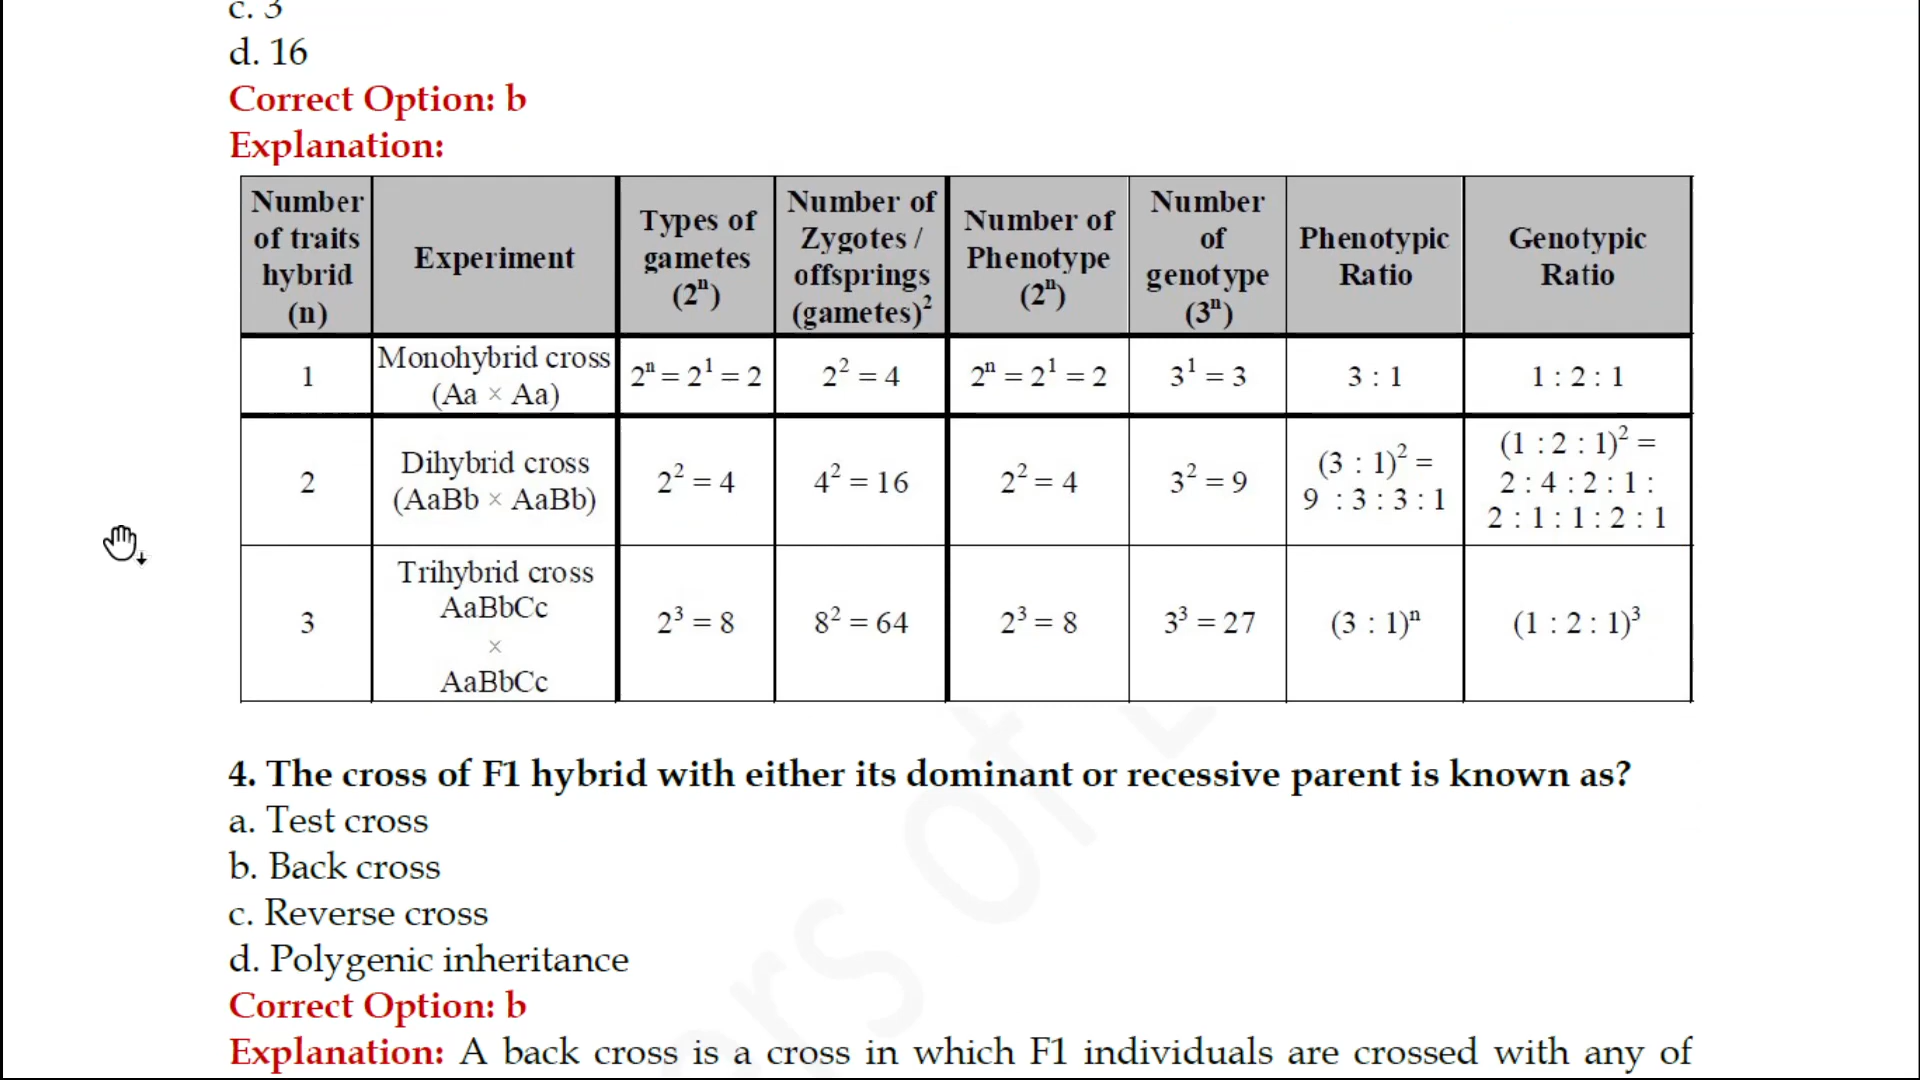 c. 3
d. 16
Correct Option: b
Explanation:
Number of traits hybrid (n) | Experiment | Types of gametes (2ⁿ) | Number of Zygotes / offsprings (gametes)² | Number of Phenotype (2ⁿ) | Number of genotype (3ⁿ) | Phenotypic Ratio | Genotypic Ratio
1 | Monohybrid cross (Aa × Aa) | 2ⁿ = 2¹ = 2 | 2² = 4 | 2ⁿ = 2¹ = 2 | 3¹ = 3 | 3 : 1 | 1 : 2 : 1
2 | Dihybrid cross (AaBb × AaBb) | 2² = 4 | 4² = 16 | 2² = 4 | 3² = 9 | (3 : 1)² = 9 : 3 : 3 : 1 | (1 : 2 : 1)² = 2 : 4 : 2 : 1 : 2 : 1 : 1 : 2 : 1
3 | Trihybrid cross AaBbCc × AaBbCc | 2³ = 8 | 8² = 64 | 2³ = 8 | 3³ = 27 | (3 : 1)ⁿ | (1 : 2 : 1)³
4. The cross of F1 hybrid with either its dominant or recessive parent is known as?
a. Test cross
b. Back cross
c. Reverse cross
d. Polygenic inheritance
Correct Option: b
Explanation: A back cross is a cross in which F1 individuals are crossed with any of